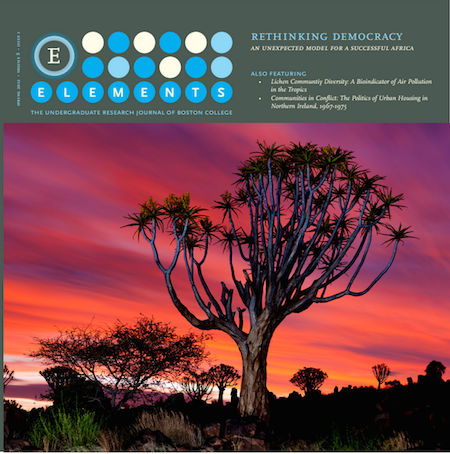 E
ELEMENTS
THE UNDERGRADUATE RESEARCH JOURNAL OF BOSTON COLLEGE
RETHINKING DEMOCRACY
AN UNEXPECTED MODEL FOR A SUCCESSFUL AFRICA
ALSO FEATURING
• Lichen Communtiy Diversity: A Bioindicator of Air Pollution
in the Tropics
• Communities in Conflict: The Politics of Urban Housing in
Northern Ireland, 1967-1975